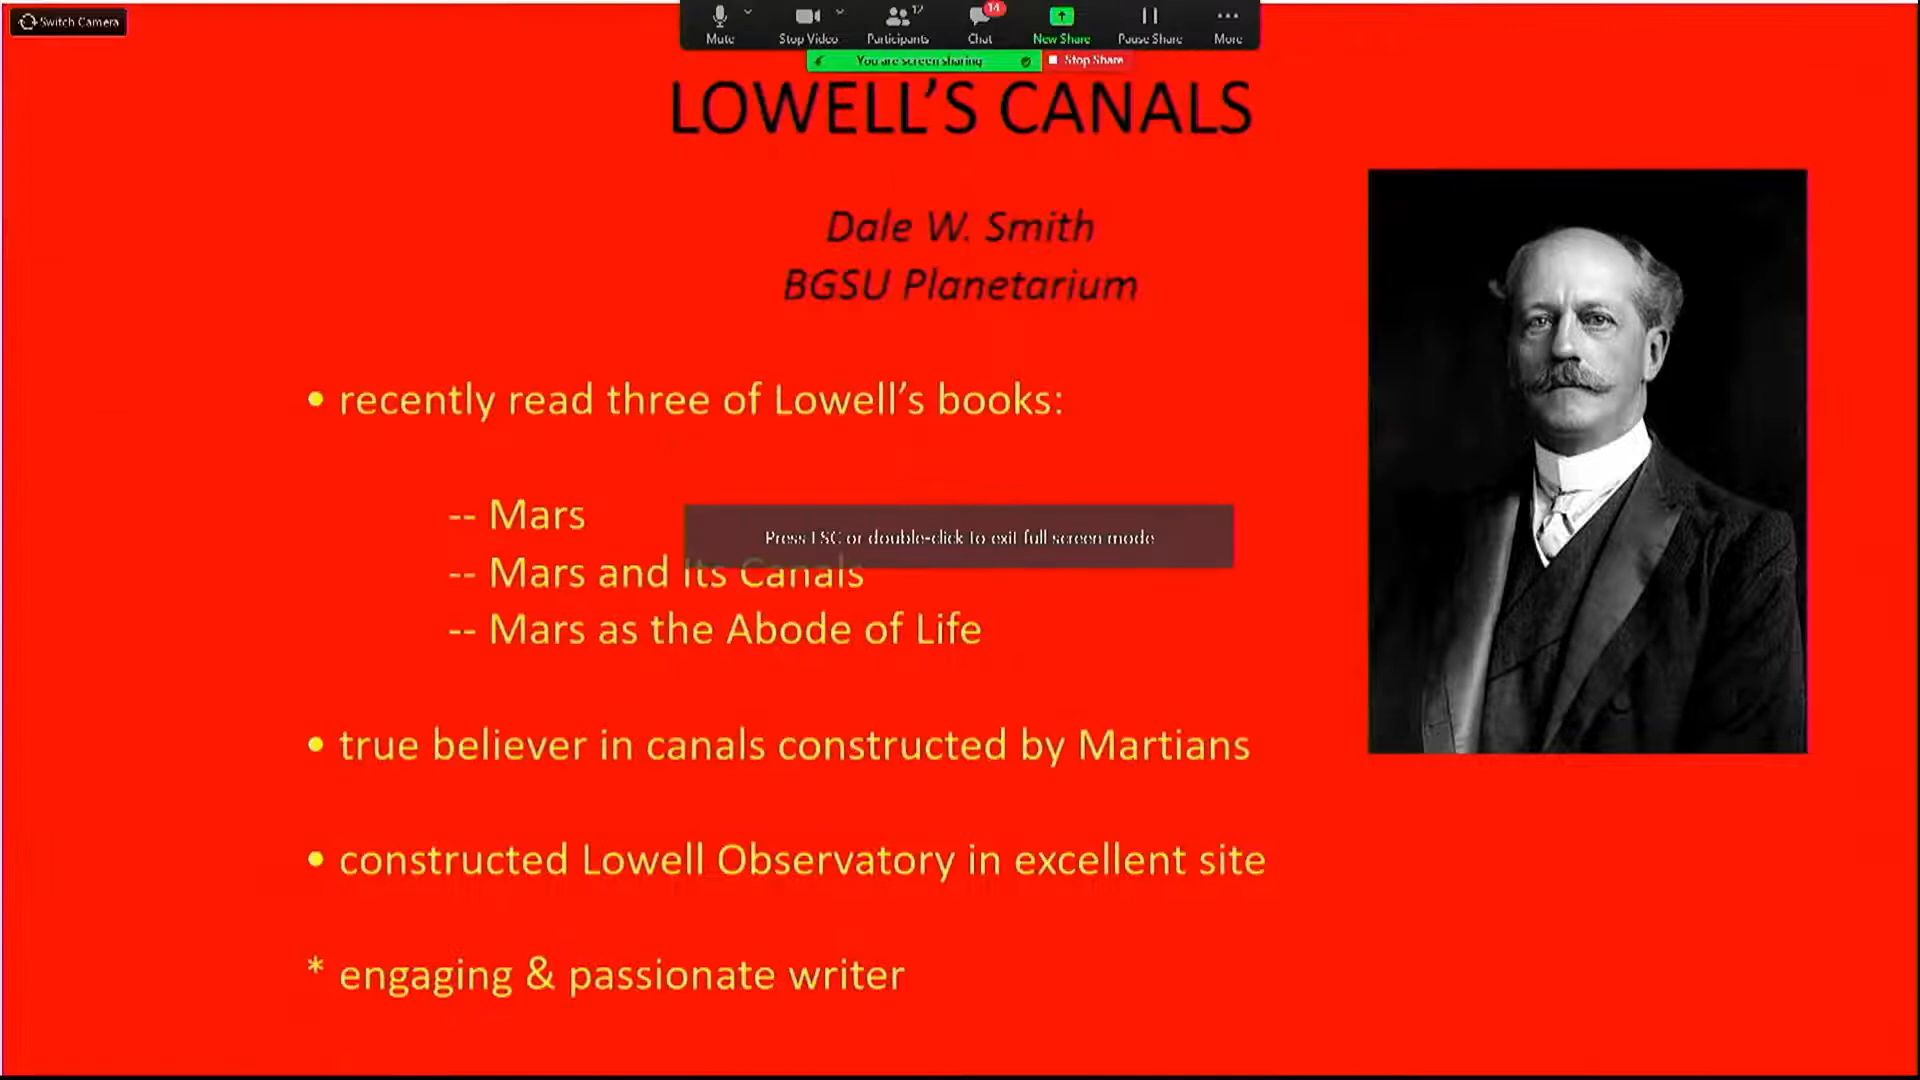 Switch Camera
12
14
Mute
Stop Video
Participants
Chat
New Share
Pause Share
More
You are screen sharing
Stop Share
LOWELL'S CANALS
Dale W. Smith
BGSU Planetarium
• recently read three of Lowell's books:
-- Mars
Press ESC or double-click to exit full screen mode
-- Mars and Its Canals
-- Mars as the Abode of Life
• true believer in canals constructed by Martians
• constructed Lowell Observatory in excellent site
* engaging & passionate writer